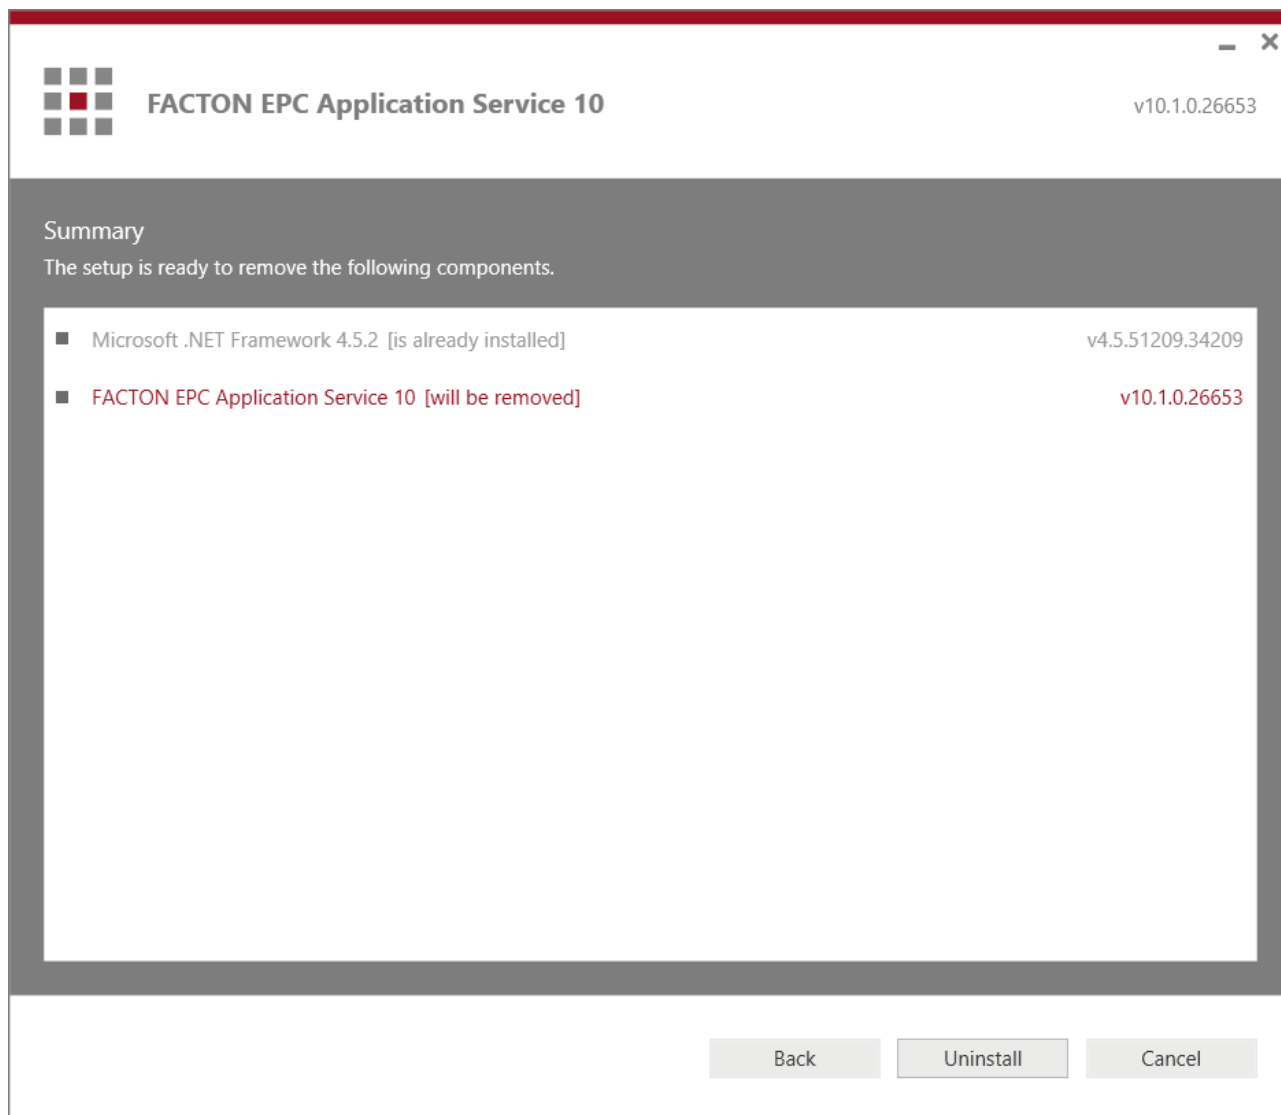 FACTON EPC Application Service 10
v10.1.0.26653
Summary
The setup is ready to remove the following components.
Microsoft .NET Framework 4.5.2 [is already installed] v4.5.51209.34209
FACTON EPC Application Service 10 [will be removed] v10.1.0.26653
Back Uninstall Cancel